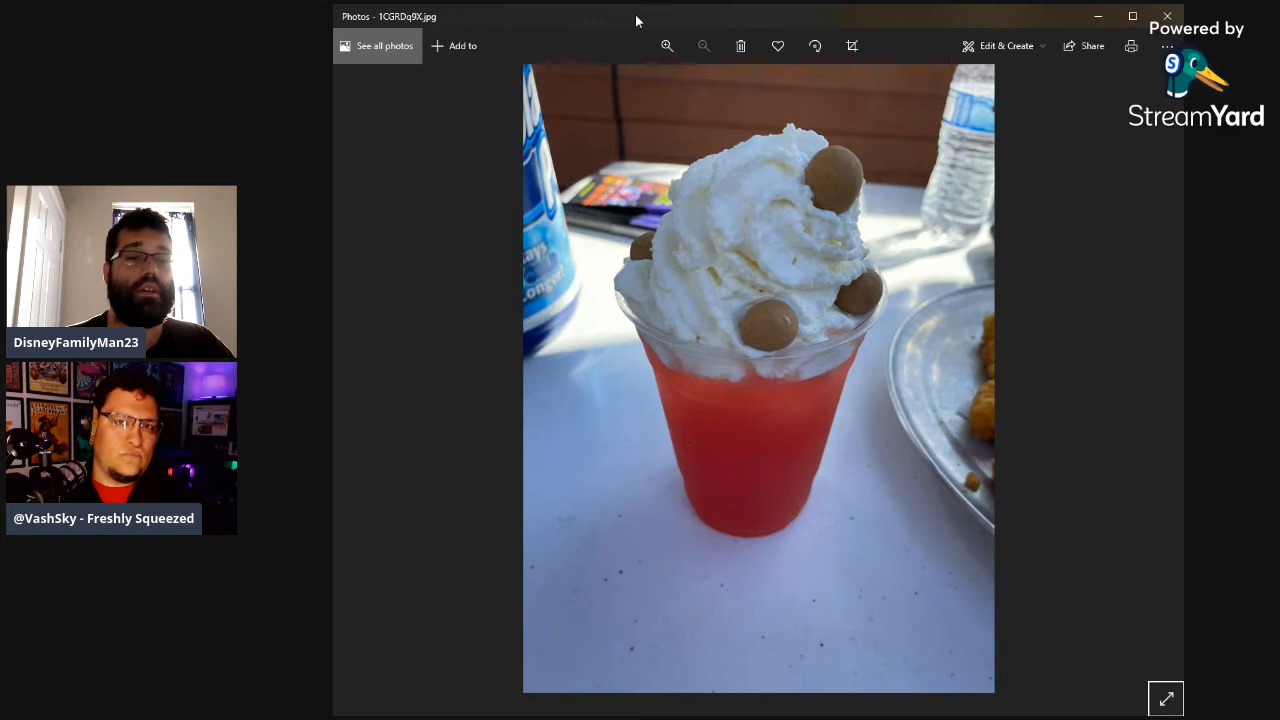 Photos - 1CGRDq9X.jpg
Powered by
StreamYard
See all photos
Add to
Edit & Create
Share
S
DisneyFamilyMan23
@VashSky - Freshly Squeezed